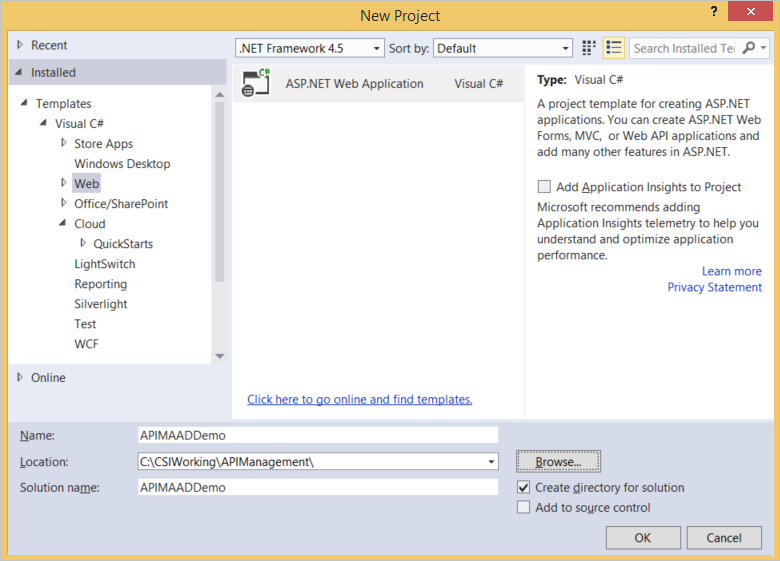 New Project
?
Recent
.NET Framework 4.5
Sort by:
Default
Search Installed Te
Installed
Templates
Visual C#
Store Apps
Windows Desktop
Web
Office/SharePoint
Cloud
QuickStarts
LightSwitch
Reporting
Silverlight
Test
WCF
Online
C#
ASP.NET Web Application
Visual C#
Click here to go online and find templates.
Type: Visual C#
A project template for creating ASP.NET
applications. You can create ASP.NET Web
Forms, MVC, or Web API applications and
add many other features in ASP.NET.
Add Application Insights to Project
Microsoft recommends adding
Application Insights telemetry to help you
understand and optimize application
performance.
Learn more
Privacy Statement
Name:
APIMAADDemo
Location:
C:\CSIWorking\APIManagement\
Browse...
Solution name:
APIMAADDemo
Create directory for solution
Add to source control
OK
Cancel